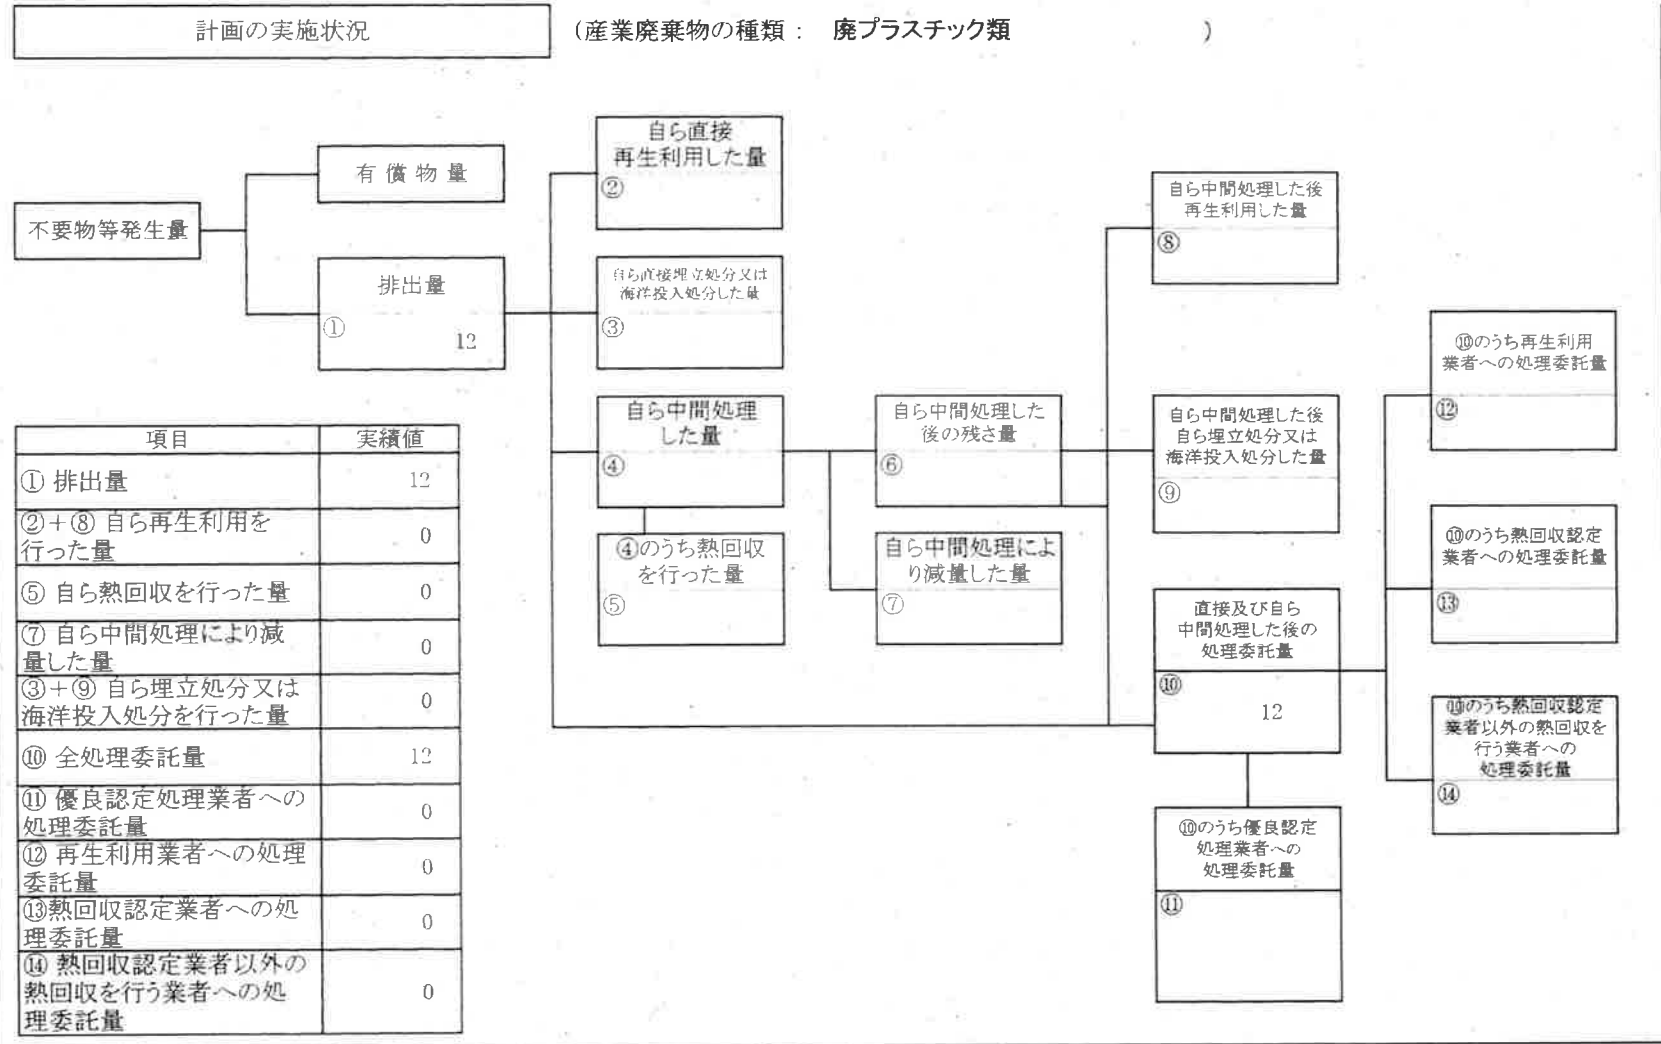 計画の実施状況
(産業廃棄物の種類： 廃プラスチック類 )
不要物等発生量
有償物量
排出量
①
12
自ら直接
再生利用した量
②
自ら直接埋立処分又は
海洋投入処分した量
③
自ら中間処理
した量
④
④のうち熱回収
を行った量
⑤
自ら中間処理した
後の残さ量
⑥
自ら中間処理によ
り減量した量
⑦
自ら中間処理した後
再生利用した量
⑧
自ら中間処理した後
自ら埋立処分又は
海洋投入処分した量
⑨
直接及び自ら
中間処理した後の
処理委託量
⑩
12
⑩のうち優良認定
処理業者への
処理委託量
⑪
⑩のうち再生利用
業者への処理委託量
⑫
⑩のうち熱回収認定
業者への処理委託量
⑬
⑩のうち熱回収認定
業者以外の熱回収を
行う業者への
処理委託量
⑭
項目 実績値
① 排出量 12
②＋⑧ 自ら再生利用を
行った量 0
⑤ 自ら熱回収を行った量 0
⑦ 自ら中間処理により減
量した量 0
③＋⑨ 自ら埋立処分又は
海洋投入処分を行った量 0
⑩ 全処理委託量 12
⑪ 優良認定処理業者への
処理委託量 0
⑫ 再生利用業者への処理
委託量 0
⑬熱回収認定業者への処
理委託量 0
⑭ 熱回収認定業者以外の
熱回収を行う業者への処 0
理委託量